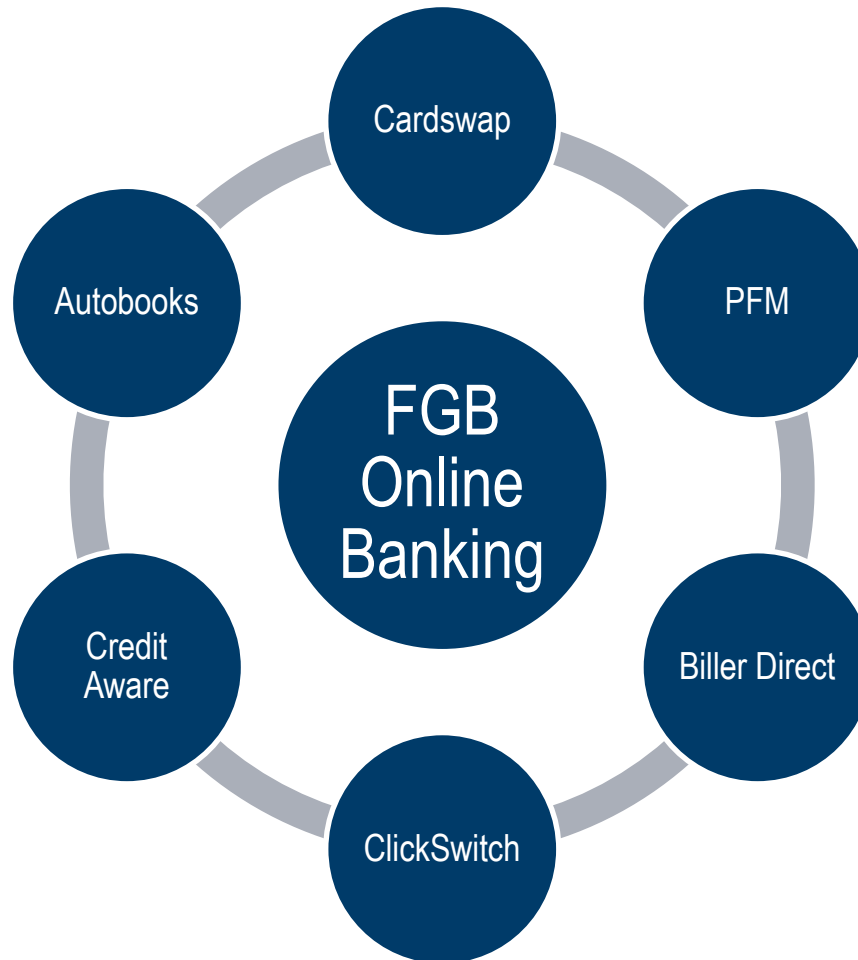 Cardswap
Autobooks
PFM
FGB
Online
Banking
Credit
Aware
Biller Direct
ClickSwitch